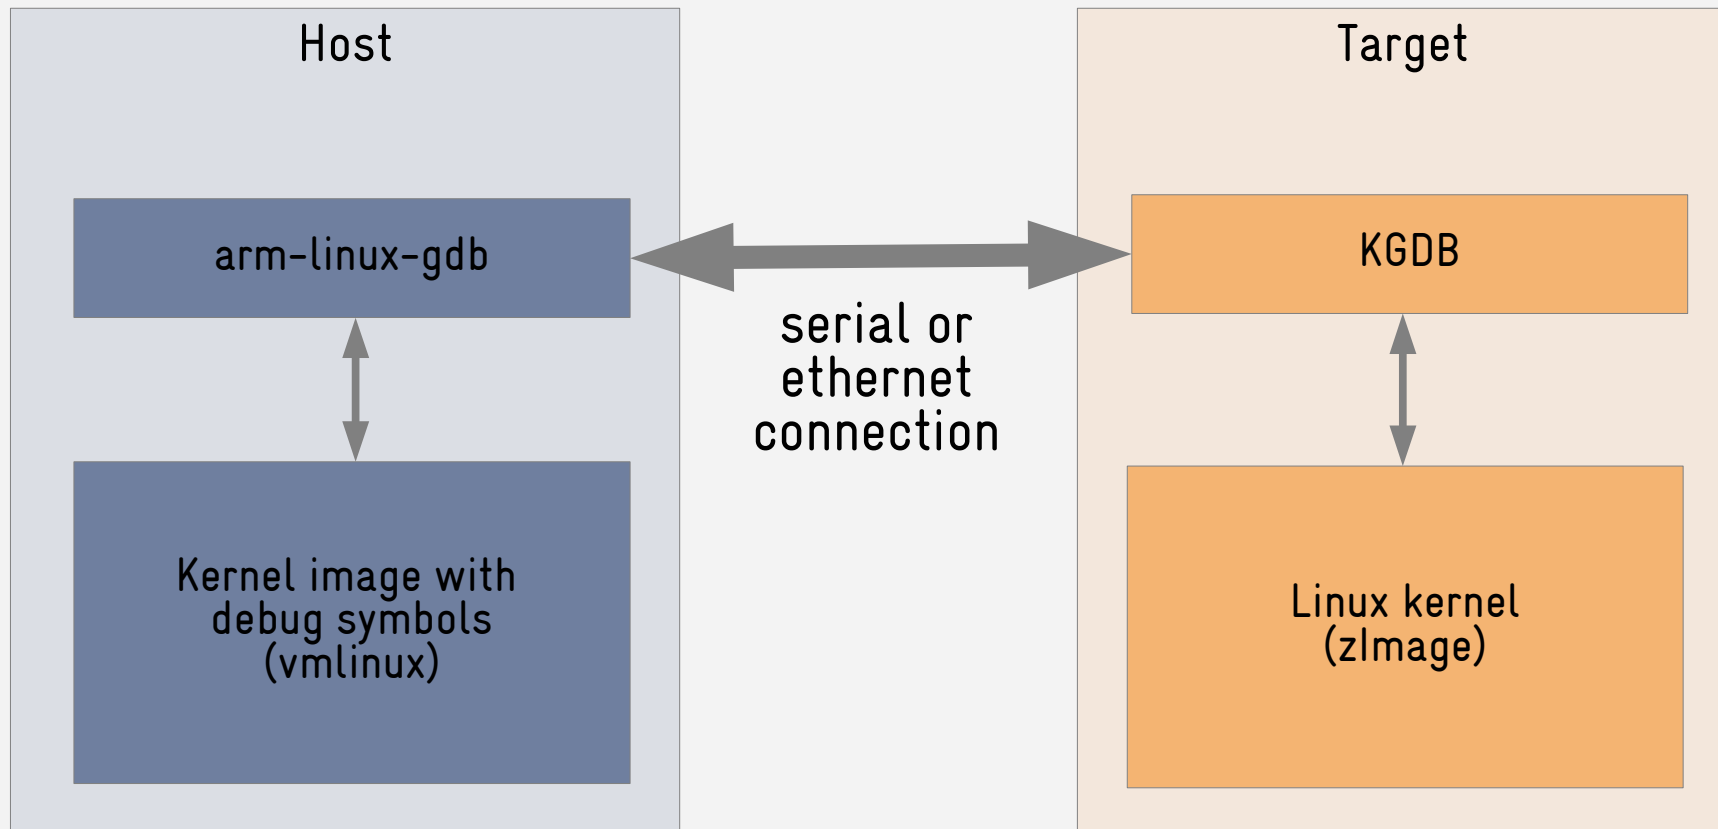 Host
Target
arm-linux-gdb
KGDB
serial or
ethernet
connection
Kernel image with
debug symbols
(vmlinux)
Linux kernel
(zImage)